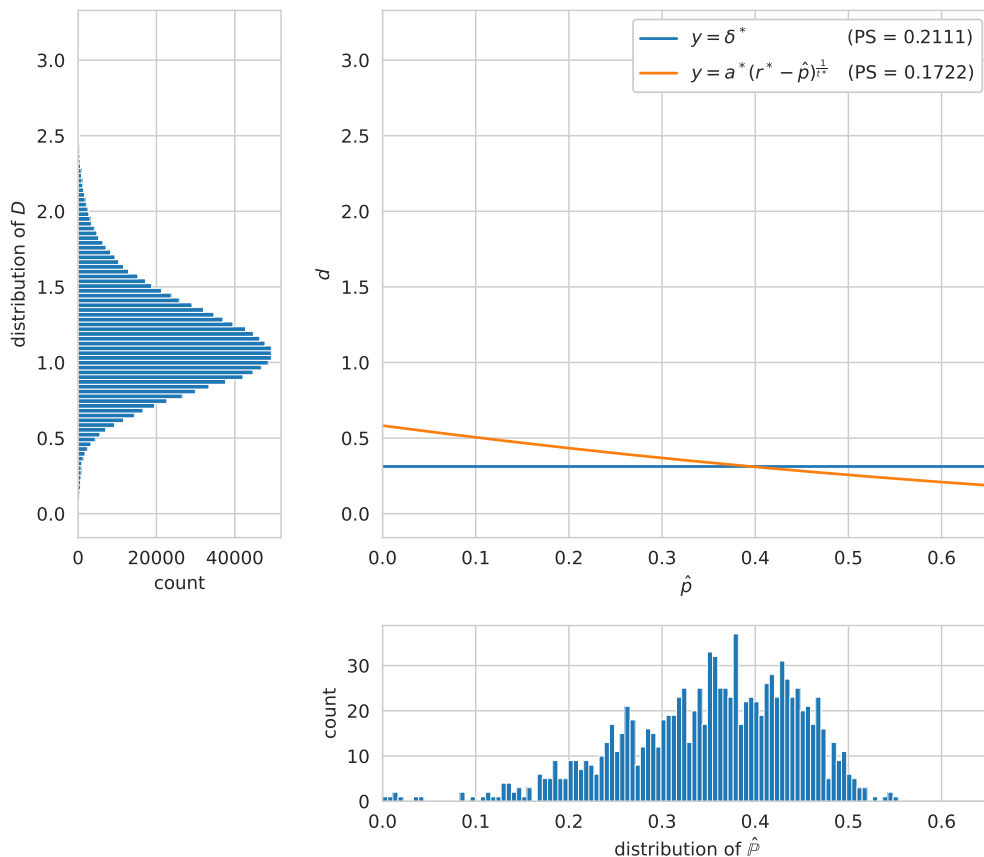 y = δ* (PS = 0.2111)
y = a*(r* − p̂)^{1/t*} (PS = 0.1722)
3.0
2.5
2.0
1.5
1.0
0.5
0.0
distribution of D
0 20000 40000
count
3.0
2.5
2.0
1.5
1.0
0.5
0.0
d
0.0 0.1 0.2 0.3 0.4 0.5 0.6
p̂
30
20
10
0
count
0.0 0.1 0.2 0.3 0.4 0.5 0.6
distribution of ℙ̂